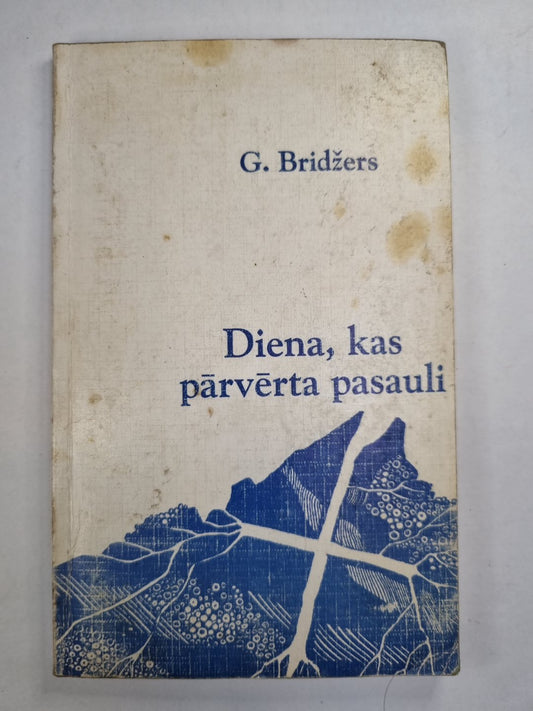 G. Bridžers
Diena, kas
pārvērta pasauli